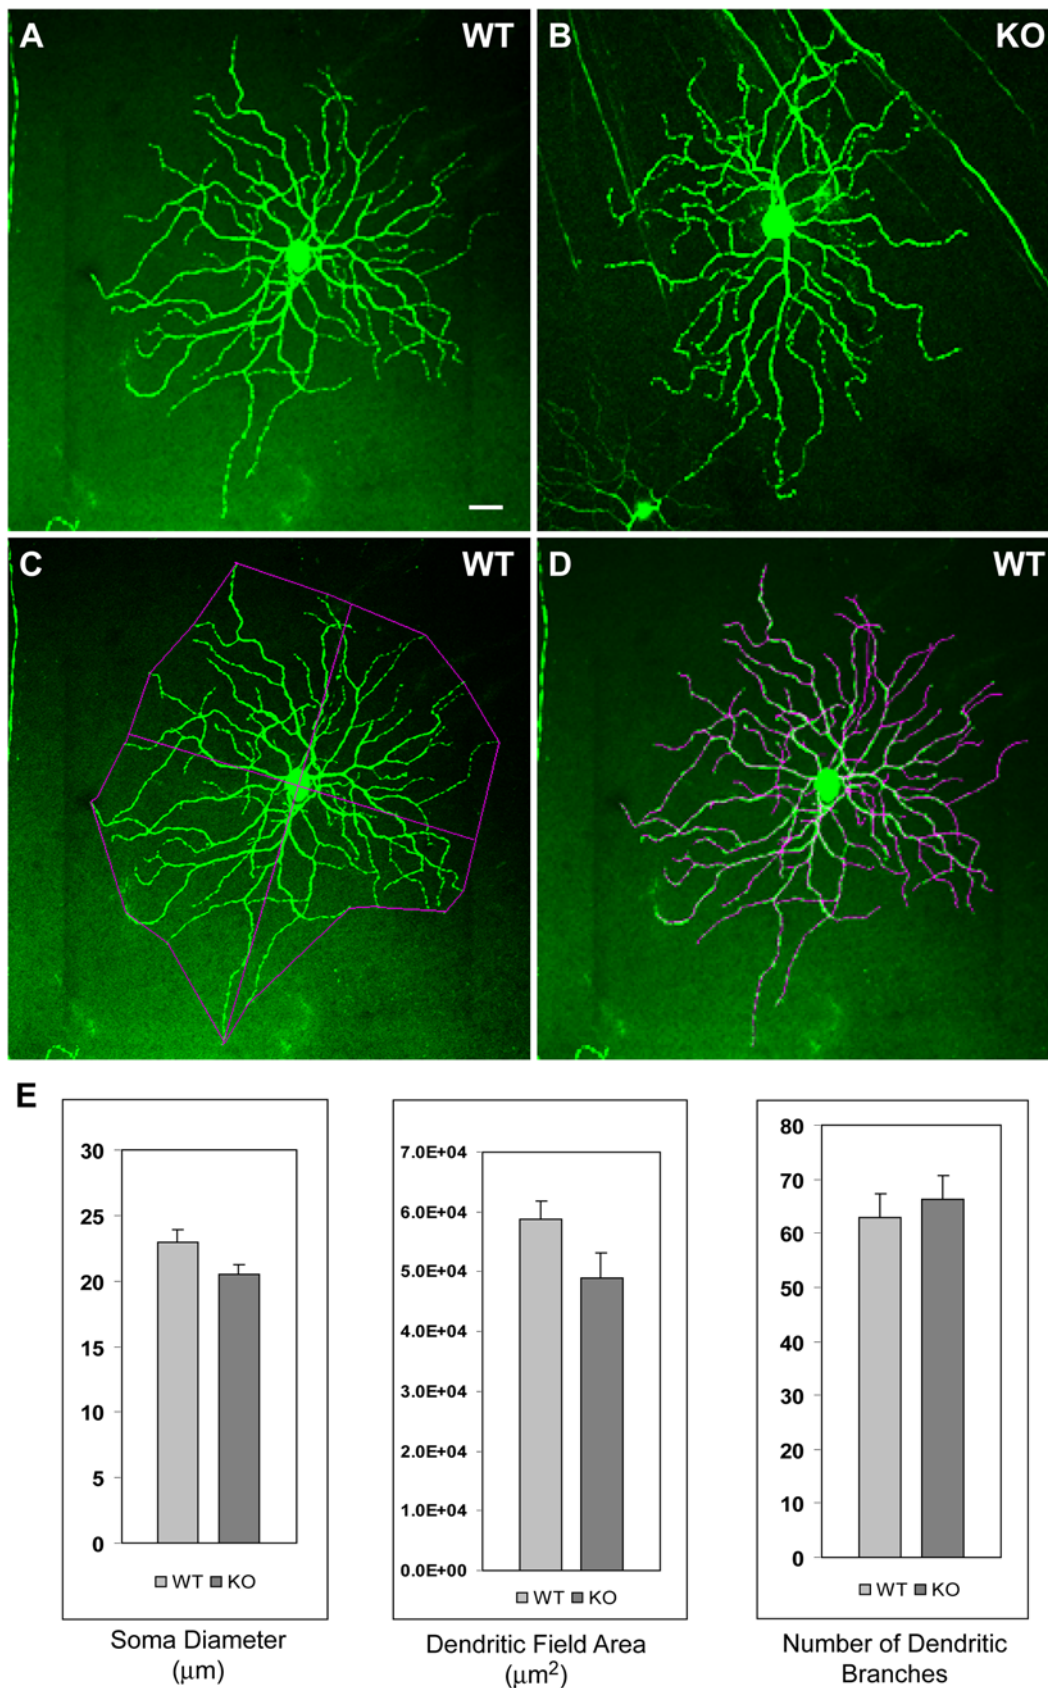 A WT
B KO
C WT
D WT
E
30
25
20
15
10
5
0
WT KO
Soma Diameter
(μm)
7.0E+04
6.0E+04
5.0E+04
4.0E+04
3.0E+04
2.0E+04
1.0E+04
0.0E+00
WT KO
Dendritic Field Area
(μm²)
80
70
60
50
40
30
20
10
0
WT KO
Number of Dendritic
Branches